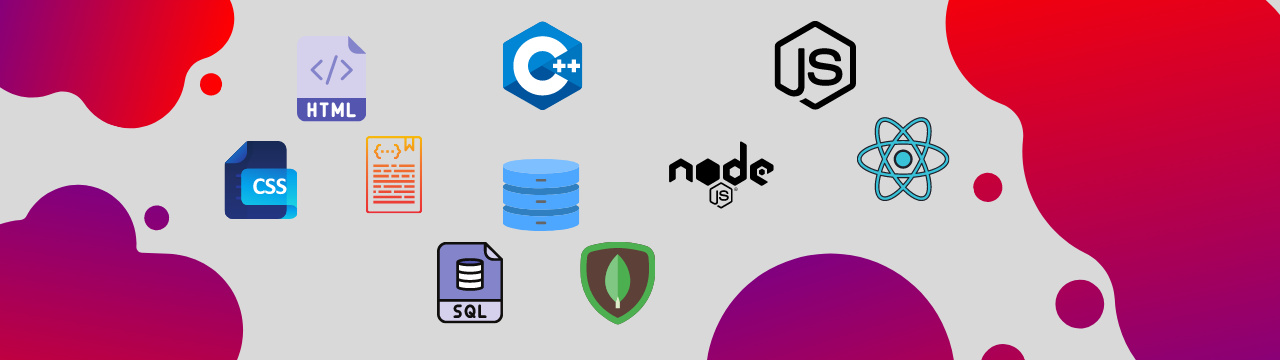 </>
HTML
C++
JS
CSS
{...}
node
JS
SQL